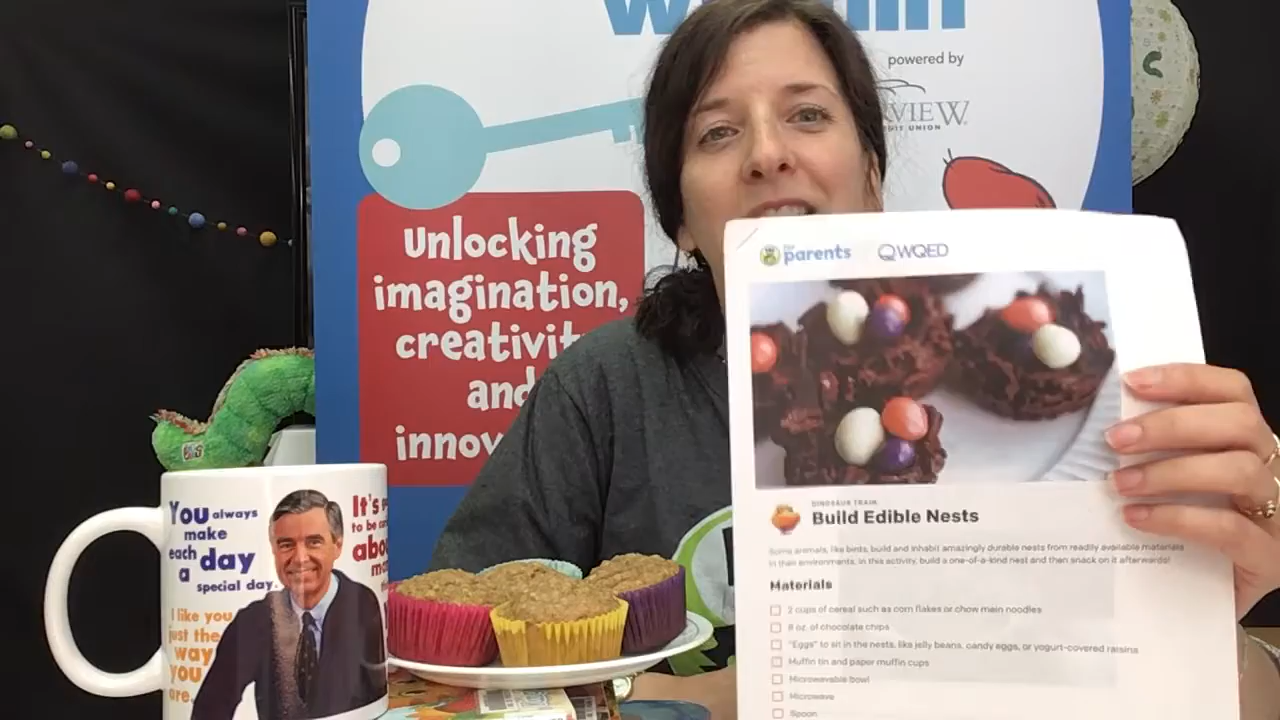 powered by
VIEW
CREDIT UNION
Unlocking
imagination,
creativit
and
innov
for
parents
WQED
DINOSAUR TRAIN
Build Edible Nests
Some animals, like birds, build and inhabit amazingly durable nests from readily available materials
in their environments. In this activity, build a one-of-a-kind nest and then snack on it afterwards!
Materials
2 cups of cereal such as corn flakes or chow mein noodles
8 oz. of chocolate chips
"Eggs" to sit in the nests, like jelly beans, candy eggs, or yogurt-covered raisins
Muffin tin and paper muffin cups
Microwavable bowl
Microwave
Spoon
You always
make
each day
a special day.
I like you
just the
way
you
are.
It's
to be